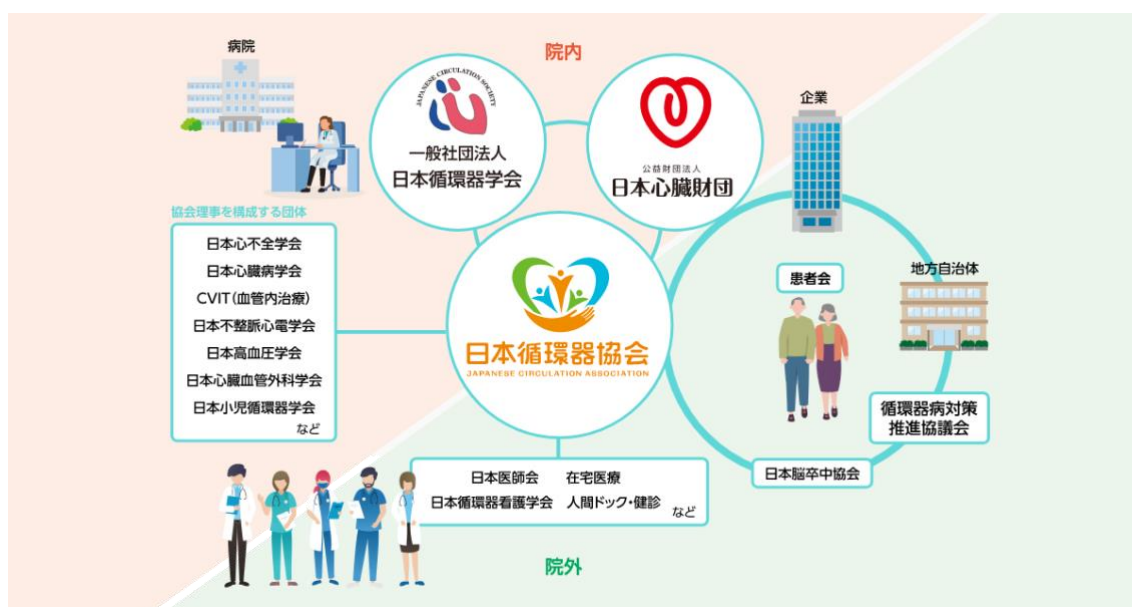 院内
病院
JAPANESE CIRCULATION SOCIETY
一般社団法人
日本循環器学会
公益財団法人
日本心臓財団
企業
協会理事を構成する団体
日本心不全学会
日本心臓病学会
CVIT(血管内治療)
日本不整脈心電学会
日本高血圧学会
日本心臓血管外科学会
日本小児循環器学会
など
日本循環器協会
JAPANESE CIRCULATION ASSOCIATION
患者会
地方自治体
循環器病対策
推進協議会
日本脳卒中協会
日本医師会 在宅医療
日本循環器看護学会 人間ドック・健診
など
院外